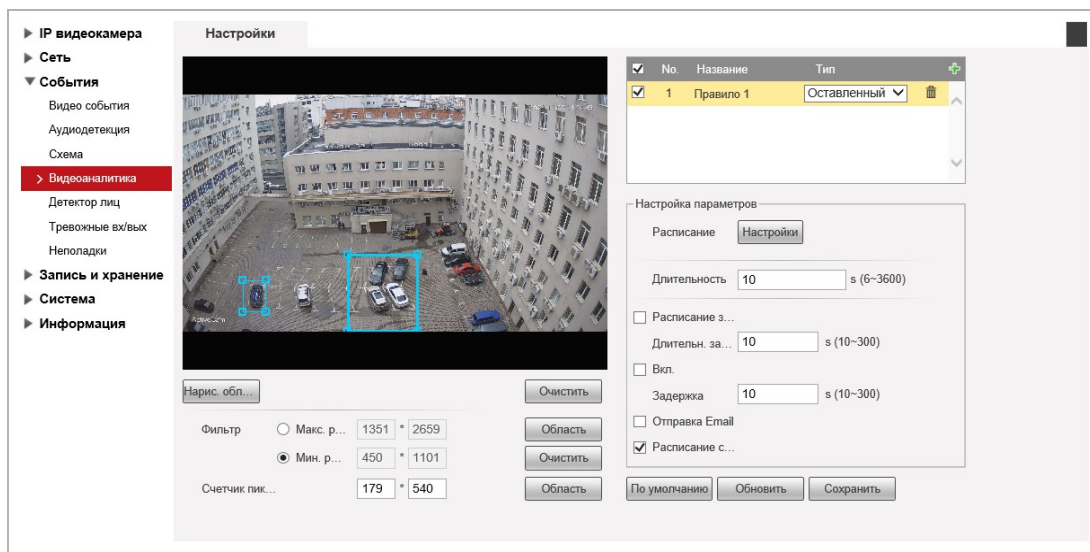 IP видеокамера
Сеть
События
Видео события
Аудиодетекция
Схема
Видеоаналитика
Детектор лиц
Тревожные вх/вых
Неполадки
Запись и хранение
Система
Информация
Настройки
ActiveCam
Нарис. обл... Очистить
Фильтр Макс. р... 1351 * 2659 Область
Мин. р... 450 * 1101 Очистить
Счетчик пик... 179 * 540 Область
No. Название Тип
1 Правило 1 Оставленный
Настройка параметров
Расписание Настройки
Длительность 10 s (6~3600)
Расписание з...
Длительн. за... 10 s (10~300)
Вкл.
Задержка 10 s (10~300)
Отправка Email
Расписание с...
По умолчанию Обновить Сохранить